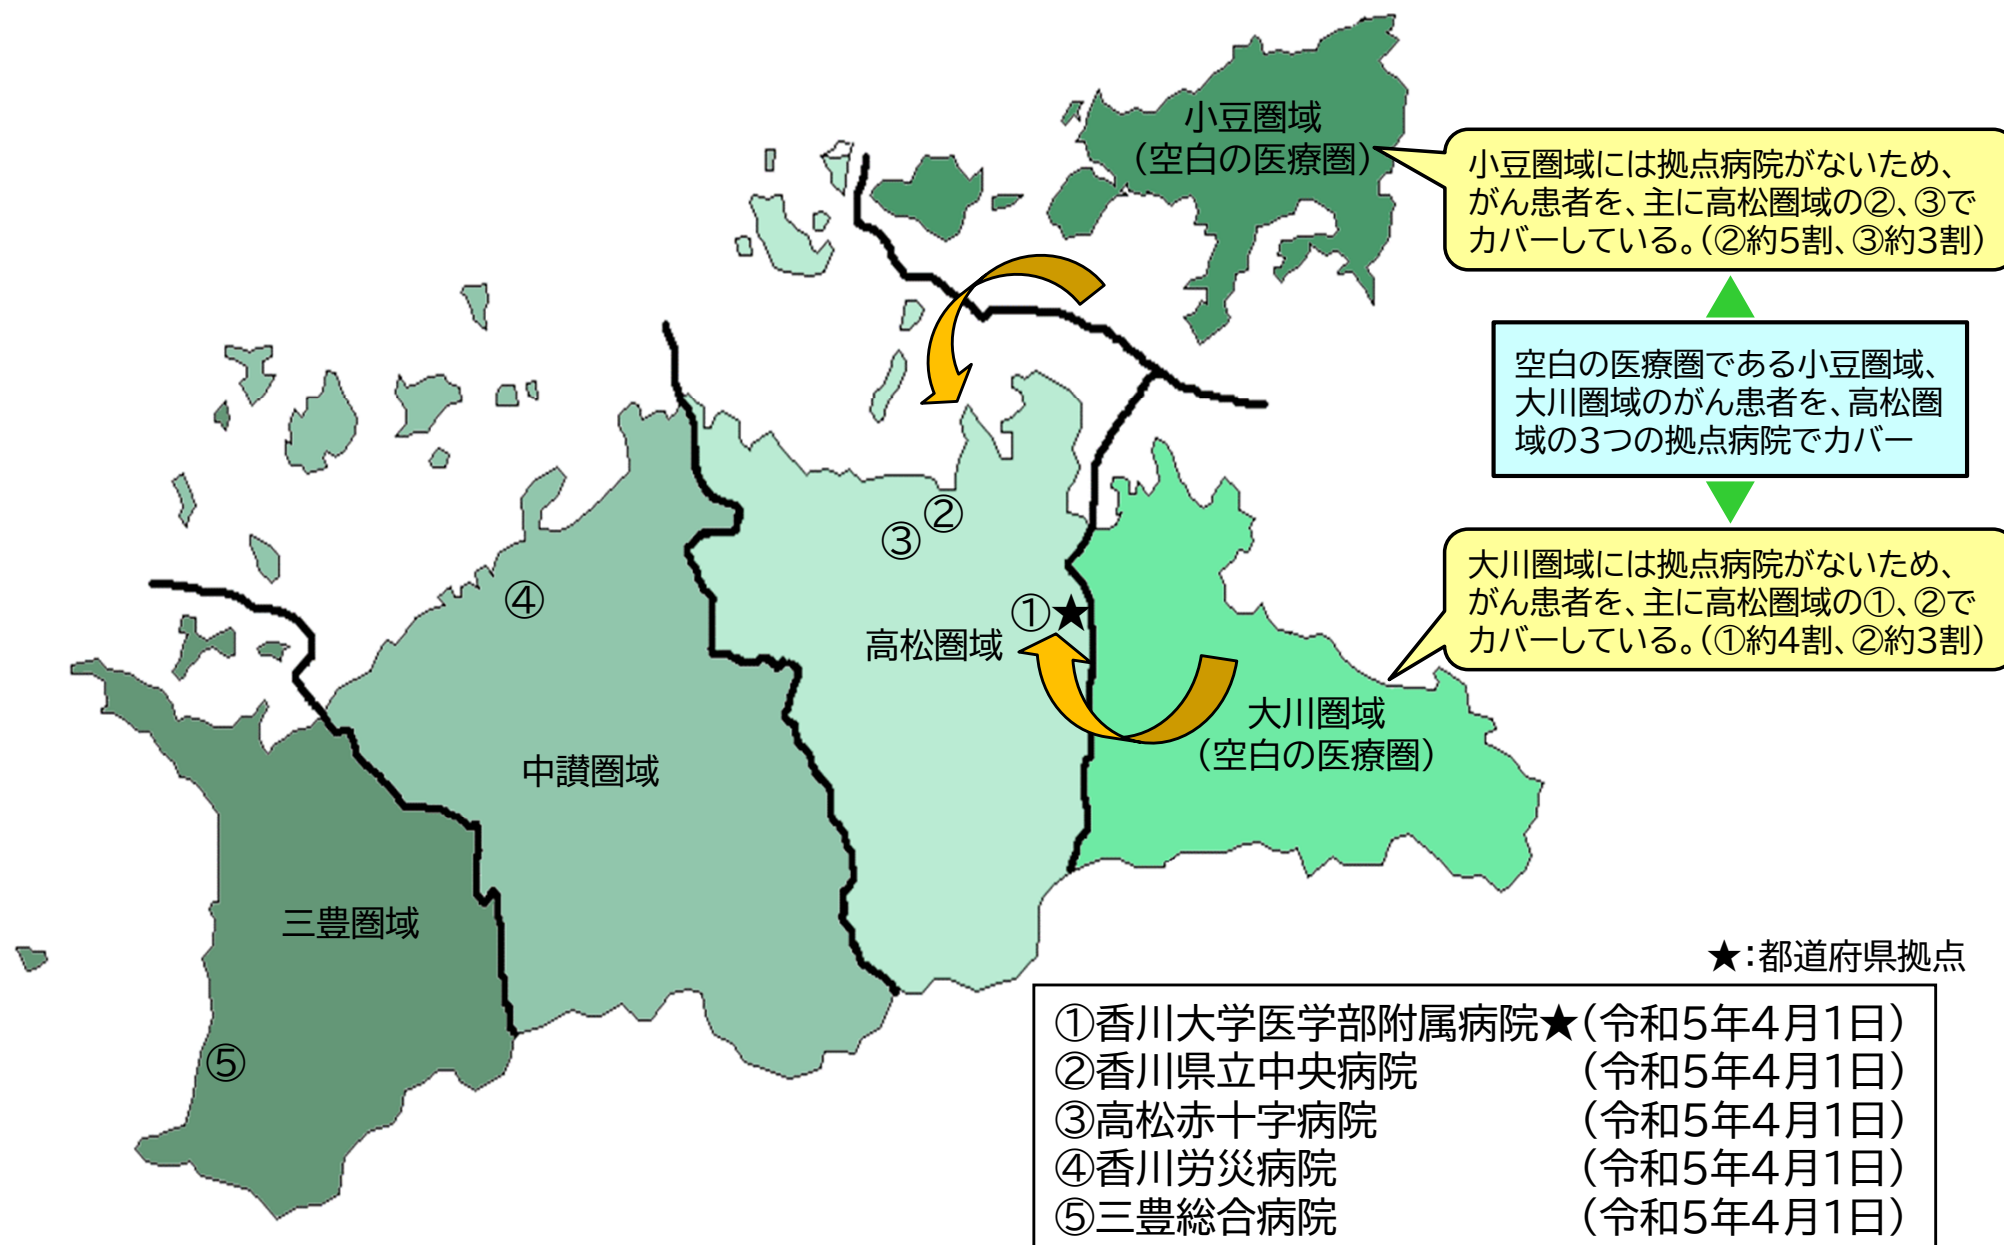 小豆圏域
（空白の医療圏）
小豆圏域には拠点病院がないため、
がん患者を、主に高松圏域の②、③で
カバーしている。（②約5割、③約3割）
空白の医療圏である小豆圏域、
大川圏域のがん患者を、高松圏
域の3つの拠点病院でカバー
大川圏域には拠点病院がないため、
がん患者を、主に高松圏域の①、②で
カバーしている。（①約4割、②約3割）
②
③
④
①★
高松圏域
大川圏域
（空白の医療圏）
中讃圏域
三豊圏域
⑤
★：都道府県拠点
①香川大学医学部附属病院★（令和5年4月1日）
②香川県立中央病院　（令和5年4月1日）
③高松赤十字病院　（令和5年4月1日）
④香川労災病院　（令和5年4月1日）
⑤三豊総合病院　（令和5年4月1日）